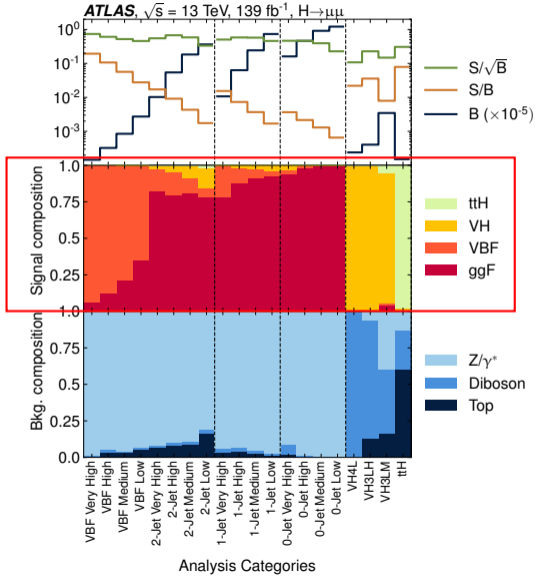 ATLAS, √s = 13 TeV, 139 fb⁻¹, H→μμ
10⁰
10⁻¹
10⁻²
10⁻³
S/√B
S/B
B (×10⁻⁵)
1.0
0.75
0.5
0.25
1.0
Signal composition
ttH
VH
VBF
ggF
0.75
0.5
0.25
0.0
Bkg. composition
Z/γ*
Diboson
Top
VBF Very High
VBF High
VBF Medium
VBF Low
2-Jet Very High
2-Jet High
2-Jet Medium
2-Jet Low
1-Jet Very High
1-Jet High
1-Jet Medium
1-Jet Low
0-Jet Very High
0-Jet High
0-Jet Medium
0-Jet Low
VH4L
VH3LH
VH3LM
ttH
Analysis Categories